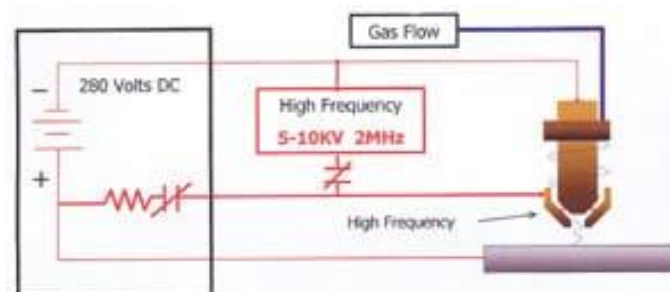 Gas Flow
−
280 Volts DC
High Frequency
5-10KV 2MHz
+
High Frequency